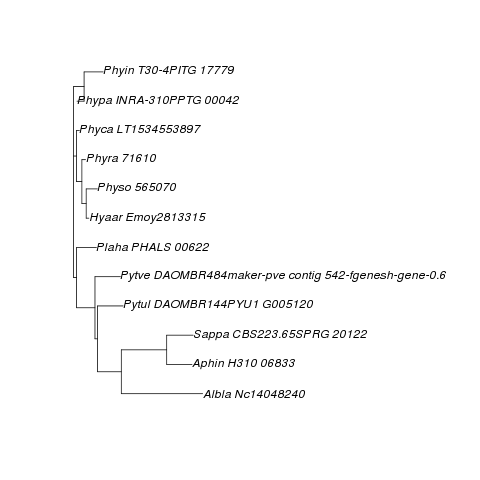 Phyin T30-4PITG 17779
Phypa INRA-310PPTG 00042
Phyca LT1534553897
Phyra 71610
Physo 565070
Hyaar Emoy2813315
Plaha PHALS 00622
Pytve DAOMBR484maker-pve contig 542-fgenesh-gene-0.6
Pytul DAOMBR144PYU1 G005120
Sappa CBS223.65SPRG 20122
Aphin H310 06833
Albla Nc14048240